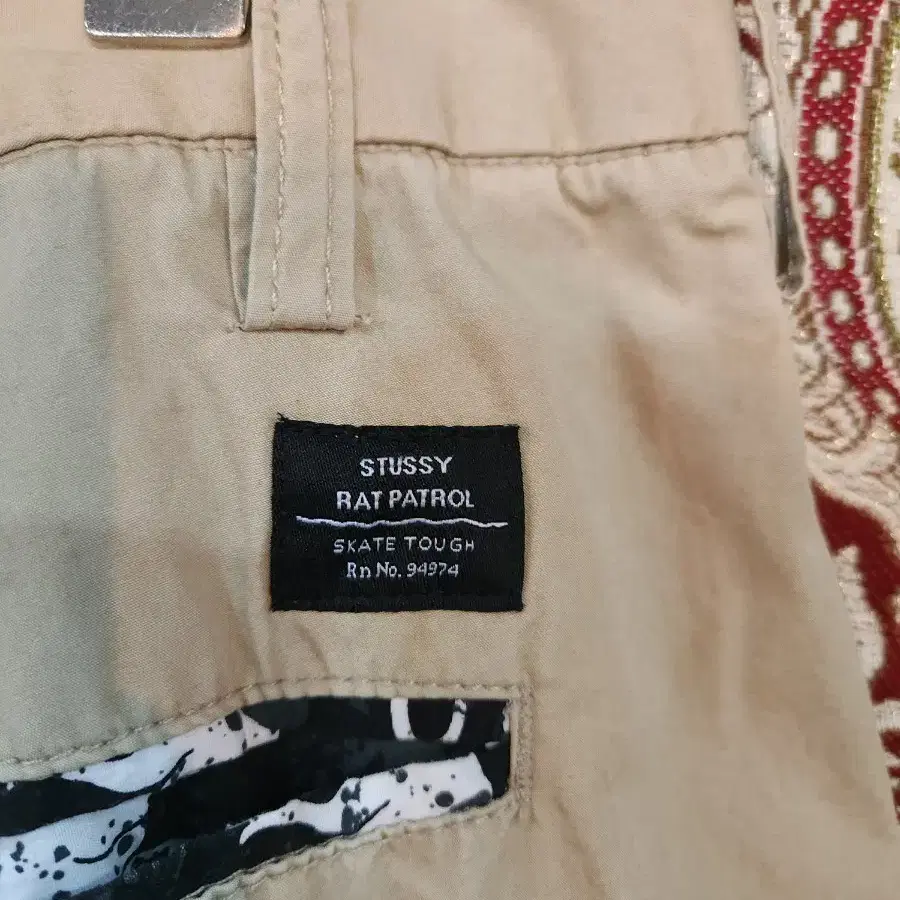 STUSSY
RAT PATROL
SKATE TOUGH
Rn No. 94974